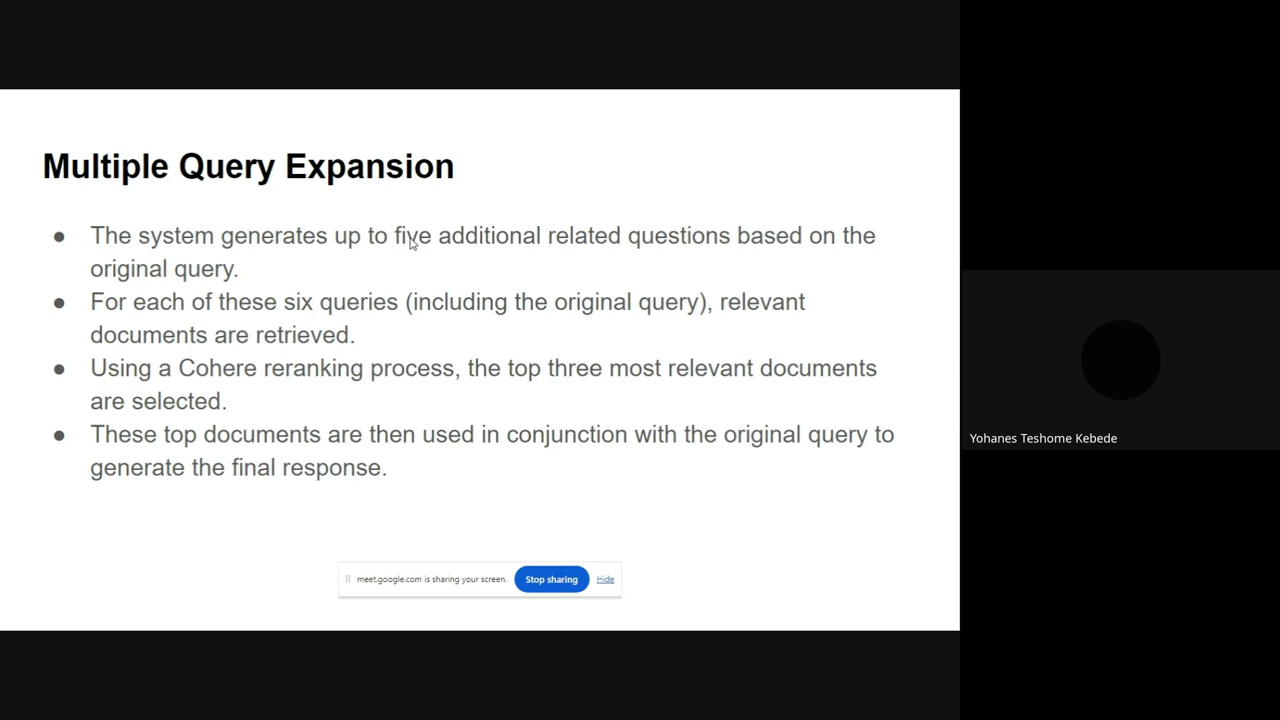 Multiple Query Expansion
● The system generates up to five additional related questions based on the
original query.
● For each of these six queries (including the original query), relevant
documents are retrieved.
● Using a Cohere reranking process, the top three most relevant documents
are selected.
● These top documents are then used in conjunction with the original query to
generate the final response.
Yohanes Teshome Kebede
meet.google.com is sharing your screen. Stop sharing Hide